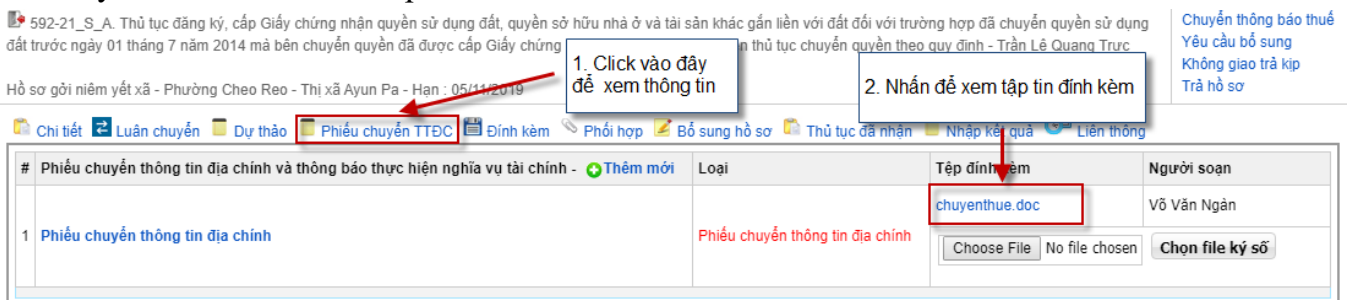 592-21_S_A. Thủ tục đăng ký, cấp Giấy chứng nhận quyền sử dụng đất, quyền sở hữu nhà ở và tài sản khác gắn liền với đất đối với trường hợp đã chuyển quyền sử dụng
đất trước ngày 01 tháng 7 năm 2014 mà bên chuyển quyền đã được cấp Giấy chứng thủ tục chuyển quyền theo quy định - Trần Lê Quang Trực
Chuyển thông báo thuế
Yêu cầu bổ sung
Không giao trả kịp
Trả hồ sơ
1. Click vào đây
để xem thông tin
2. Nhấn để xem tập tin đính kèm
Hồ sơ gởi niêm yết xã - Phường Cheo Reo - Thị xã Ayun Pa - Hạn : 05/11/2019
Chi tiết Luân chuyển Dự thảo Phiếu chuyển TTĐC Đính kèm Phối hợp Bổ sung hồ sơ Thủ tục đã nhận Nhập kết quả Liên thông
# Phiếu chuyển thông tin địa chính và thông báo thực hiện nghĩa vụ tài chính - Thêm mới Loại Tệp đính kèm Người soạn
chuyenthue.doc Võ Văn Ngàn
1 Phiếu chuyển thông tin địa chính Phiếu chuyển thông tin địa chính
Choose File No file chosen Chọn file ký số